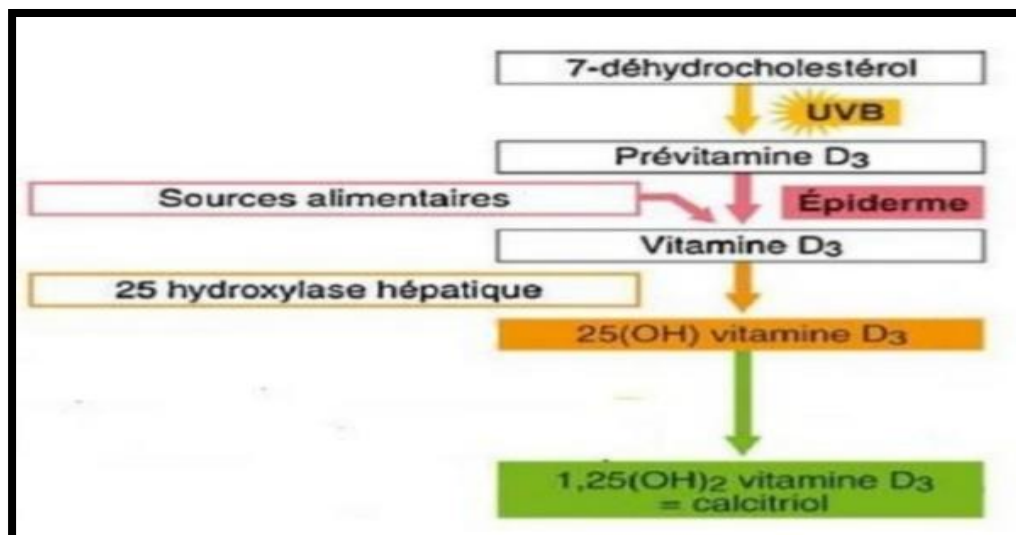 7-déhydrocholestérol
UVB
Prévitamine D3
Sources alimentaires
Épiderme
Vitamine D3
25 hydroxylase hépatique
25(OH) vitamine D3
1,25(OH)2 vitamine D3
= calcitriol